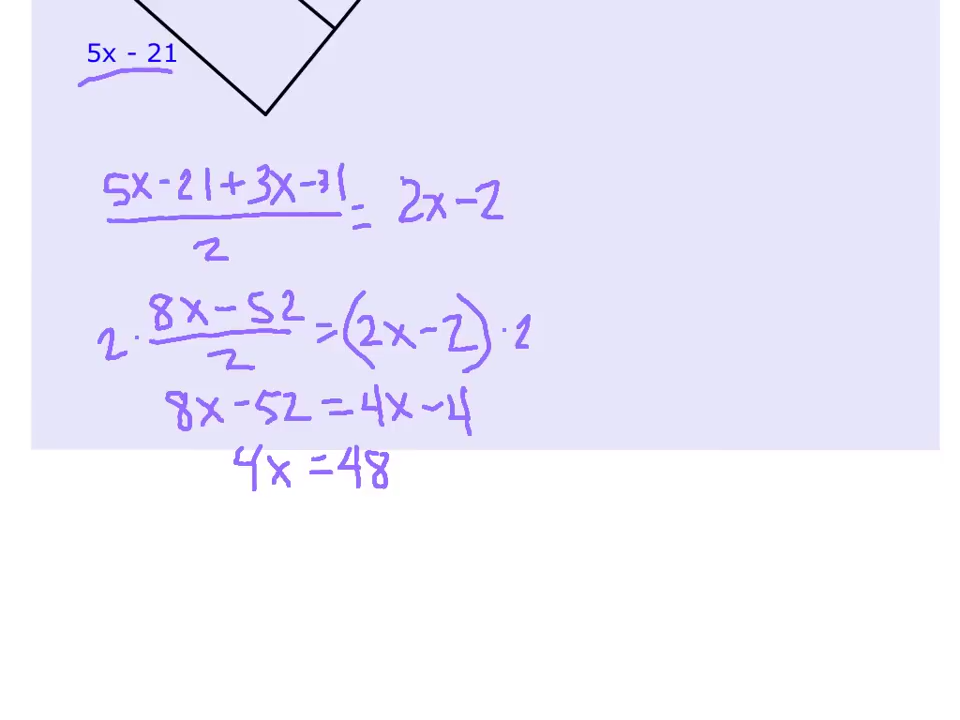 5x - 21
5x - 21 + 3x - 31 / 2 = 2x - 2
2 · 8x - 52 / 2 = (2x - 2) · 2
8x - 52 = 4x - 4
4x = 48